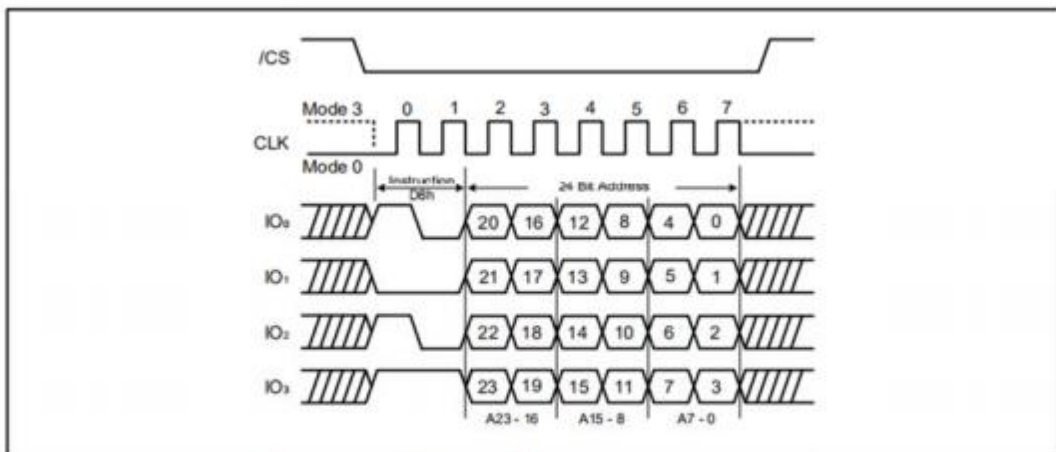 /CS
Mode 3 0 1 2 3 4 5 6 7
CLK
Mode 0
Instruction
D8h
24 Bit Address
IO₀ 20 16 12 8 4 0
IO₁ 21 17 13 9 5 1
IO₂ 22 18 14 10 6 2
IO₃ 23 19 15 11 7 3
A23 - 16 A15 - 8 A7 - 0